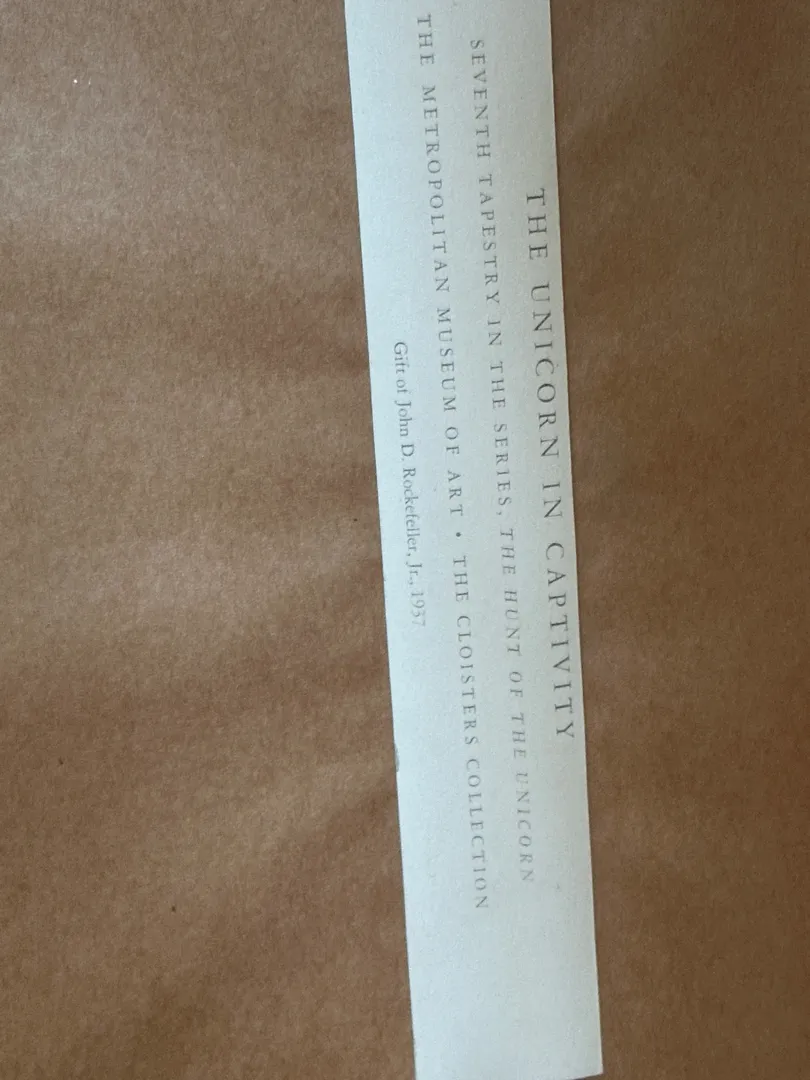 THE UNICORN IN CAPTIVITY
SEVENTH TAPESTRY IN THE SERIES, THE HUNT OF THE UNICORN
THE METROPOLITAN MUSEUM OF ART • THE CLOISTERS COLLECTION
Gift of John D. Rockefeller, Jr., 1937